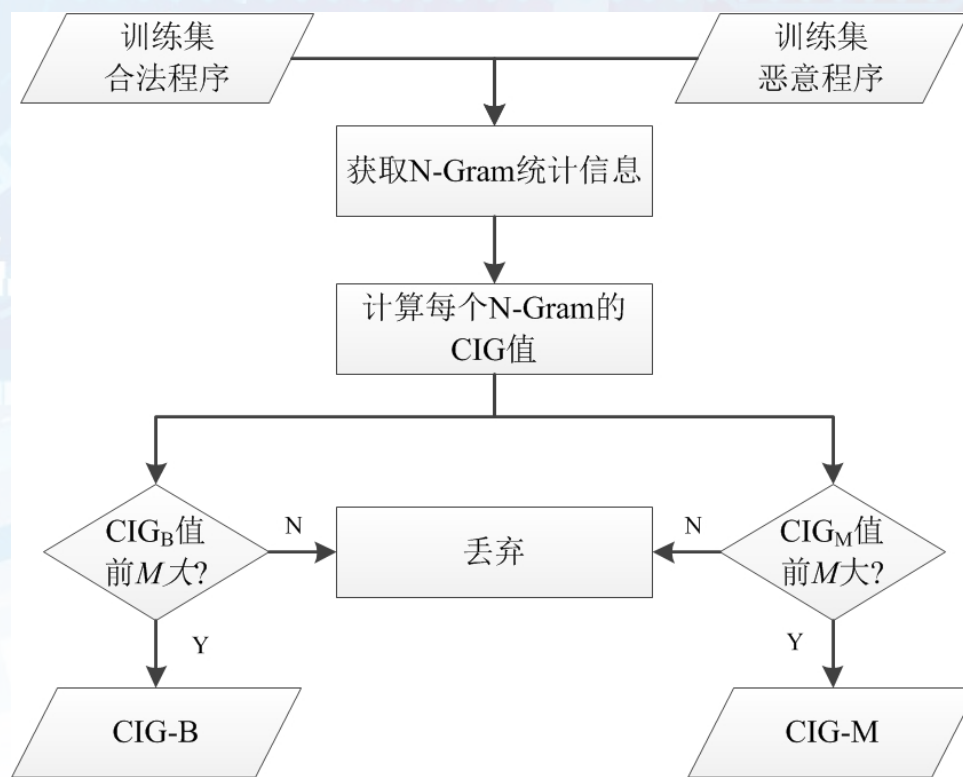 训练集
合法程序
训练集
恶意程序
获取N-Gram统计信息
计算每个N-Gram的
CIG值
CIGB值
前M大?
N
丢弃
N
CIGM值
前M大?
Y
Y
CIG-B
CIG-M